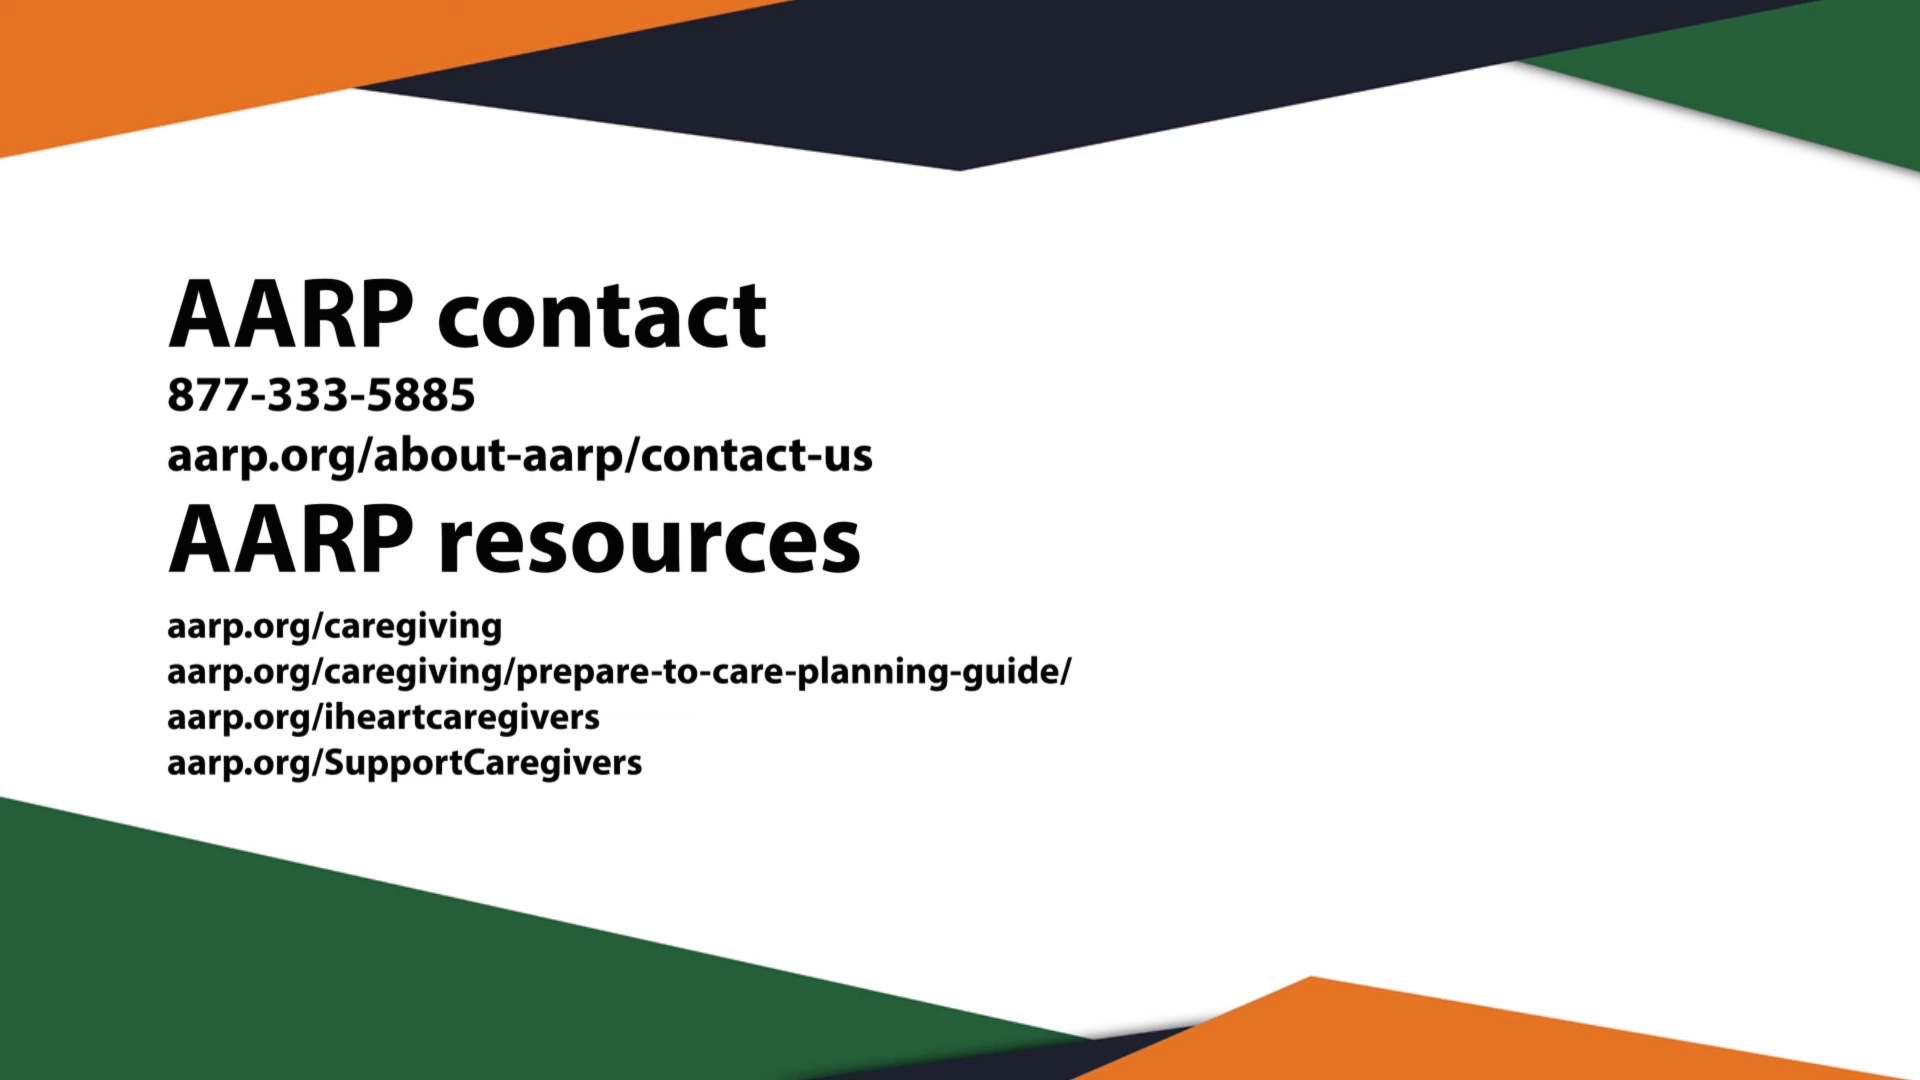 AARP contact
877-333-5885
aarp.org/about-aarp/contact-us
AARP resources
aarp.org/caregiving
aarp.org/caregiving/prepare-to-care-planning-guide/
aarp.org/iheartcaregivers
aarp.org/SupportCaregivers